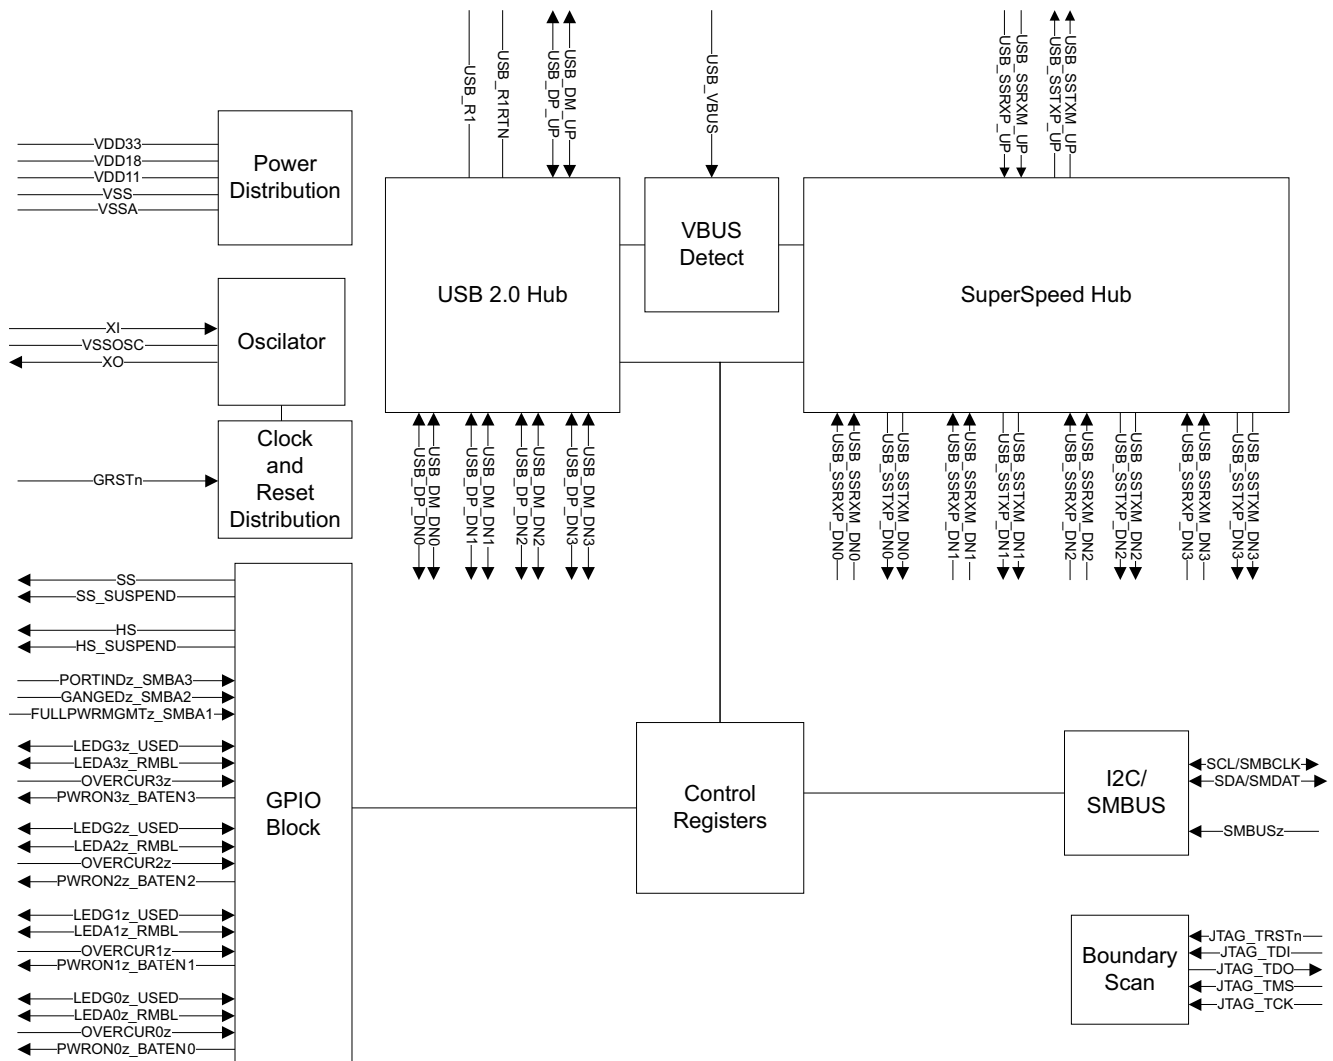 USB_R1
USB_R1RTN
USB_DP_UP
USB_DM_UP
USB_VBUS
USB_SSRXP_UP
USB_SSRXM_UP
USB_SSTXP_UP
USB_SSTXM_UP
VDD33
VDD18
VDD11
VSS
VSSA
Power
Distribution
USB 2.0 Hub
VBUS
Detect
SuperSpeed Hub
XI
VSSOSC
XO
Oscilator
GRSTn
Clock
and
Reset
Distribution
USB_DP_DN0
USB_DM_DN0
USB_DP_DN1
USB_DM_DN1
USB_DP_DN2
USB_DM_DN2
USB_DP_DN3
USB_DM_DN3
USB_SSRXP_DN0
USB_SSRXM_DN0
USB_SSTXP_DN0
USB_SSTXM_DN0
USB_SSRXP_DN1
USB_SSRXM_DN1
USB_SSTXP_DN1
USB_SSTXM_DN1
USB_SSRXP_DN2
USB_SSRXM_DN2
USB_SSTXP_DN2
USB_SSTXM_DN2
USB_SSRXP_DN3
USB_SSRXM_DN3
USB_SSTXP_DN3
USB_SSTXM_DN3
SS
SS_SUSPEND
HS
HS_SUSPEND
PORTINDz_SMBA3
GANGEDz_SMBA2
FULLPWRMGMTz_SMBA1
LEDG3z_USED
LEDA3z_RMBL
OVERCUR3z
PWRON3z_BATEN3
LEDG2z_USED
LEDA2z_RMBL
OVERCUR2z
PWRON2z_BATEN2
LEDG1z_USED
LEDA1z_RMBL
OVERCUR1z
PWRON1z_BATEN1
LEDG0z_USED
LEDA0z_RMBL
OVERCUR0z
PWRON0z_BATEN0
GPIO
Block
Control
Registers
I2C/
SMBUS
SCL/SMBCLK
SDA/SMDAT
SMBUSz
Boundary
Scan
JTAG_TRSTn
JTAG_TDI
JTAG_TDO
JTAG_TMS
JTAG_TCK